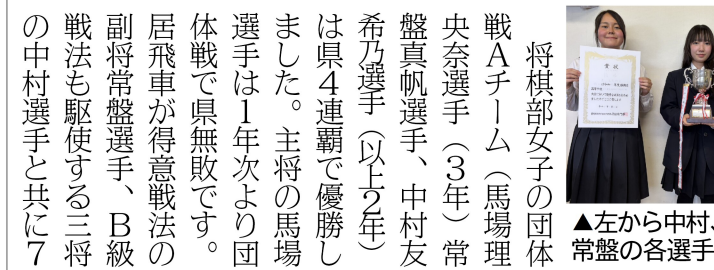 将棋部女子の団体
戦Aチーム（馬場理
央奈選手（3年）常
盤真帆選手、中村友
希乃選手（以上2年）
は県4連覇で優勝し
ました。主将の馬場
選手は1年次より団
体戦で県無敗です。
居飛車が得意戦法の
副将常盤選手、B級
戦法も駆使する三将
の中村選手と共に7
賞状
▲左から中村、
常盤の各選手